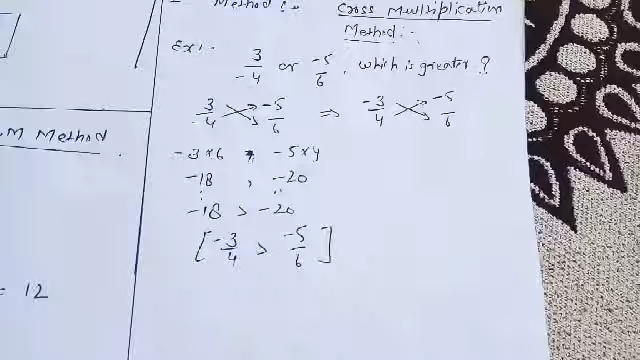 Method :-
Cross Multiplication
Method :-
Ex:- 3/-4 or -5/6, which is greater ?
3/-4 -5/6 ⇒ -3/4 -5/6
-3×6 , -5×4
-18 , -20
-18 > -20
[-3/4 > -5/6]
M Method
= 12